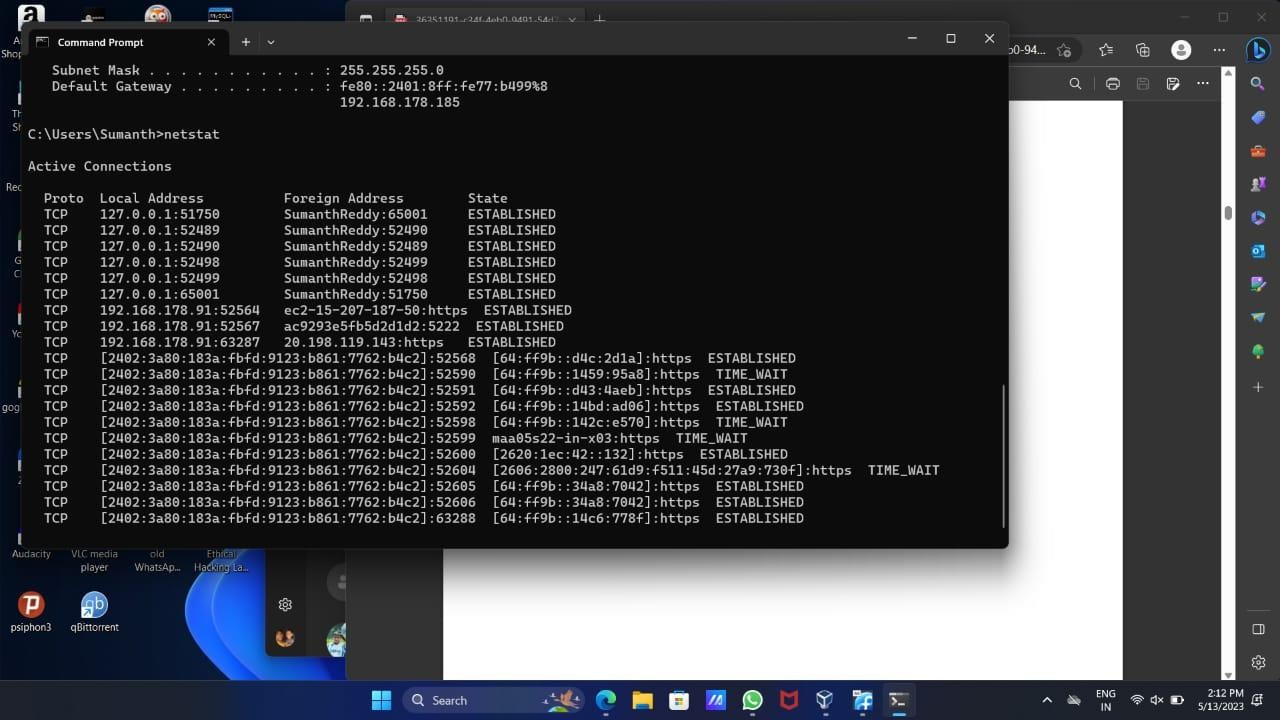 MySQL
36351191-c34f-4eb0-9491-54d7
Command Prompt
b0-94...
Subnet Mask . . . . . . . . . . . : 255.255.255.0
Default Gateway . . . . . . . . . : fe80::2401:8ff:fe77:b499%8
192.168.178.185
C:\Users\Sumanth>netstat
Active Connections
Proto  Local Address          Foreign Address        State
TCP    127.0.0.1:51750        SumanthReddy:65001     ESTABLISHED
TCP    127.0.0.1:52489        SumanthReddy:52490     ESTABLISHED
TCP    127.0.0.1:52490        SumanthReddy:52489     ESTABLISHED
TCP    127.0.0.1:52498        SumanthReddy:52499     ESTABLISHED
TCP    127.0.0.1:52499        SumanthReddy:52498     ESTABLISHED
TCP    127.0.0.1:65001        SumanthReddy:51750     ESTABLISHED
TCP    192.168.178.91:52564   ec2-15-207-187-50:https  ESTABLISHED
TCP    192.168.178.91:52567   ac9293e5fb5d2d1d2:5222  ESTABLISHED
TCP    192.168.178.91:63287   20.198.119.143:https   ESTABLISHED
TCP    [2402:3a80:183a:fbfd:9123:b861:7762:b4c2]:52568  [64:ff9b::d4c:2d1a]:https  ESTABLISHED
TCP    [2402:3a80:183a:fbfd:9123:b861:7762:b4c2]:52590  [64:ff9b::1459:95a8]:https  TIME_WAIT
TCP    [2402:3a80:183a:fbfd:9123:b861:7762:b4c2]:52591  [64:ff9b::d43:4aeb]:https  ESTABLISHED
TCP    [2402:3a80:183a:fbfd:9123:b861:7762:b4c2]:52592  [64:ff9b::14bd:ad06]:https  ESTABLISHED
TCP    [2402:3a80:183a:fbfd:9123:b861:7762:b4c2]:52598  [64:ff9b::142c:e570]:https  TIME_WAIT
TCP    [2402:3a80:183a:fbfd:9123:b861:7762:b4c2]:52599  maa05s22-in-x03:https  TIME_WAIT
TCP    [2402:3a80:183a:fbfd:9123:b861:7762:b4c2]:52600  [2620:1ec:42::132]:https  ESTABLISHED
TCP    [2402:3a80:183a:fbfd:9123:b861:7762:b4c2]:52604  [2606:2800:247:61d9:f511:45d:27a9:730f]:https  TIME_WAIT
TCP    [2402:3a80:183a:fbfd:9123:b861:7762:b4c2]:52605  [64:ff9b::34a8:7042]:https  ESTABLISHED
TCP    [2402:3a80:183a:fbfd:9123:b861:7762:b4c2]:52606  [64:ff9b::34a8:7042]:https  ESTABLISHED
TCP    [2402:3a80:183a:fbfd:9123:b861:7762:b4c2]:63288  [64:ff9b::14c6:778f]:https  ESTABLISHED
Audacity
VLC media
player
old
WhatsAp...
Ethical
Hacking La...
psiphon3
qBittorrent
Search
ENG
IN
2:12 PM
5/13/2023